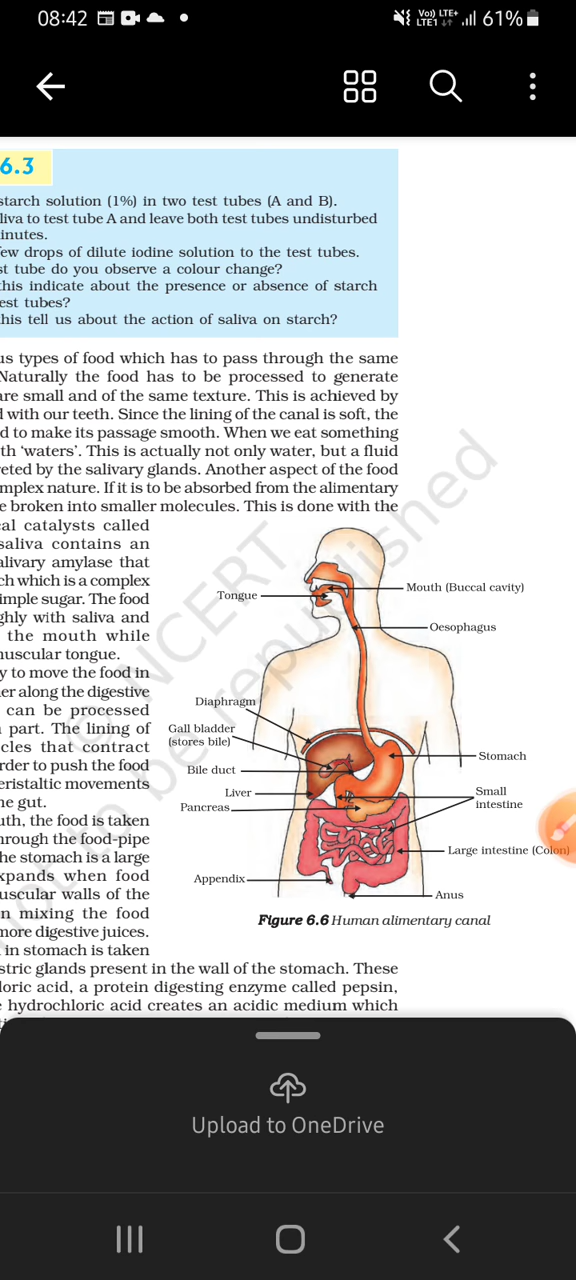 08:42
Vo) LTE+
LTE1
61%
6.3
starch solution (1%) in two test tubes (A and B).
liva to test tube A and leave both test tubes undisturbed
inutes.
few drops of dilute iodine solution to the test tubes.
st tube do you observe a colour change?
this indicate about the presence or absence of starch
est tubes?
his tell us about the action of saliva on starch?
us types of food which has to pass through the same
Naturally the food has to be processed to generate
are small and of the same texture. This is achieved by
d with our teeth. Since the lining of the canal is soft, the
d to make its passage smooth. When we eat something
th ‘waters’. This is actually not only water, but a fluid
reted by the salivary glands. Another aspect of the food
mplex nature. If it is to be absorbed from the alimentary
e broken into smaller molecules. This is done with the
cal catalysts called
saliva contains an
alivary amylase that
ch which is a complex
imple sugar. The food
ghly with saliva and
the mouth while
muscular tongue.
y to move the food in
er along the digestive
can be processed
part. The lining of
cles that contract
rder to push the food
eristaltic movements
he gut.
uth, the food is taken
hrough the food-pipe
he stomach is a large
xpands when food
uscular walls of the
n mixing the food
more digestive juices.
in stomach is taken
stric glands present in the wall of the stomach. These
loric acid, a protein digesting enzyme called pepsin,
e hydrochloric acid creates an acidic medium which
Tongue
Mouth (Buccal cavity)
Oesophagus
Diaphragm
Gall bladder
(stores bile)
Bile duct
Liver
Pancreas
Appendix
Stomach
Small
intestine
Large intestine (Colon)
Anus
Figure 6.6 Human alimentary canal
© NCERT
not to be republished
Upload to OneDrive